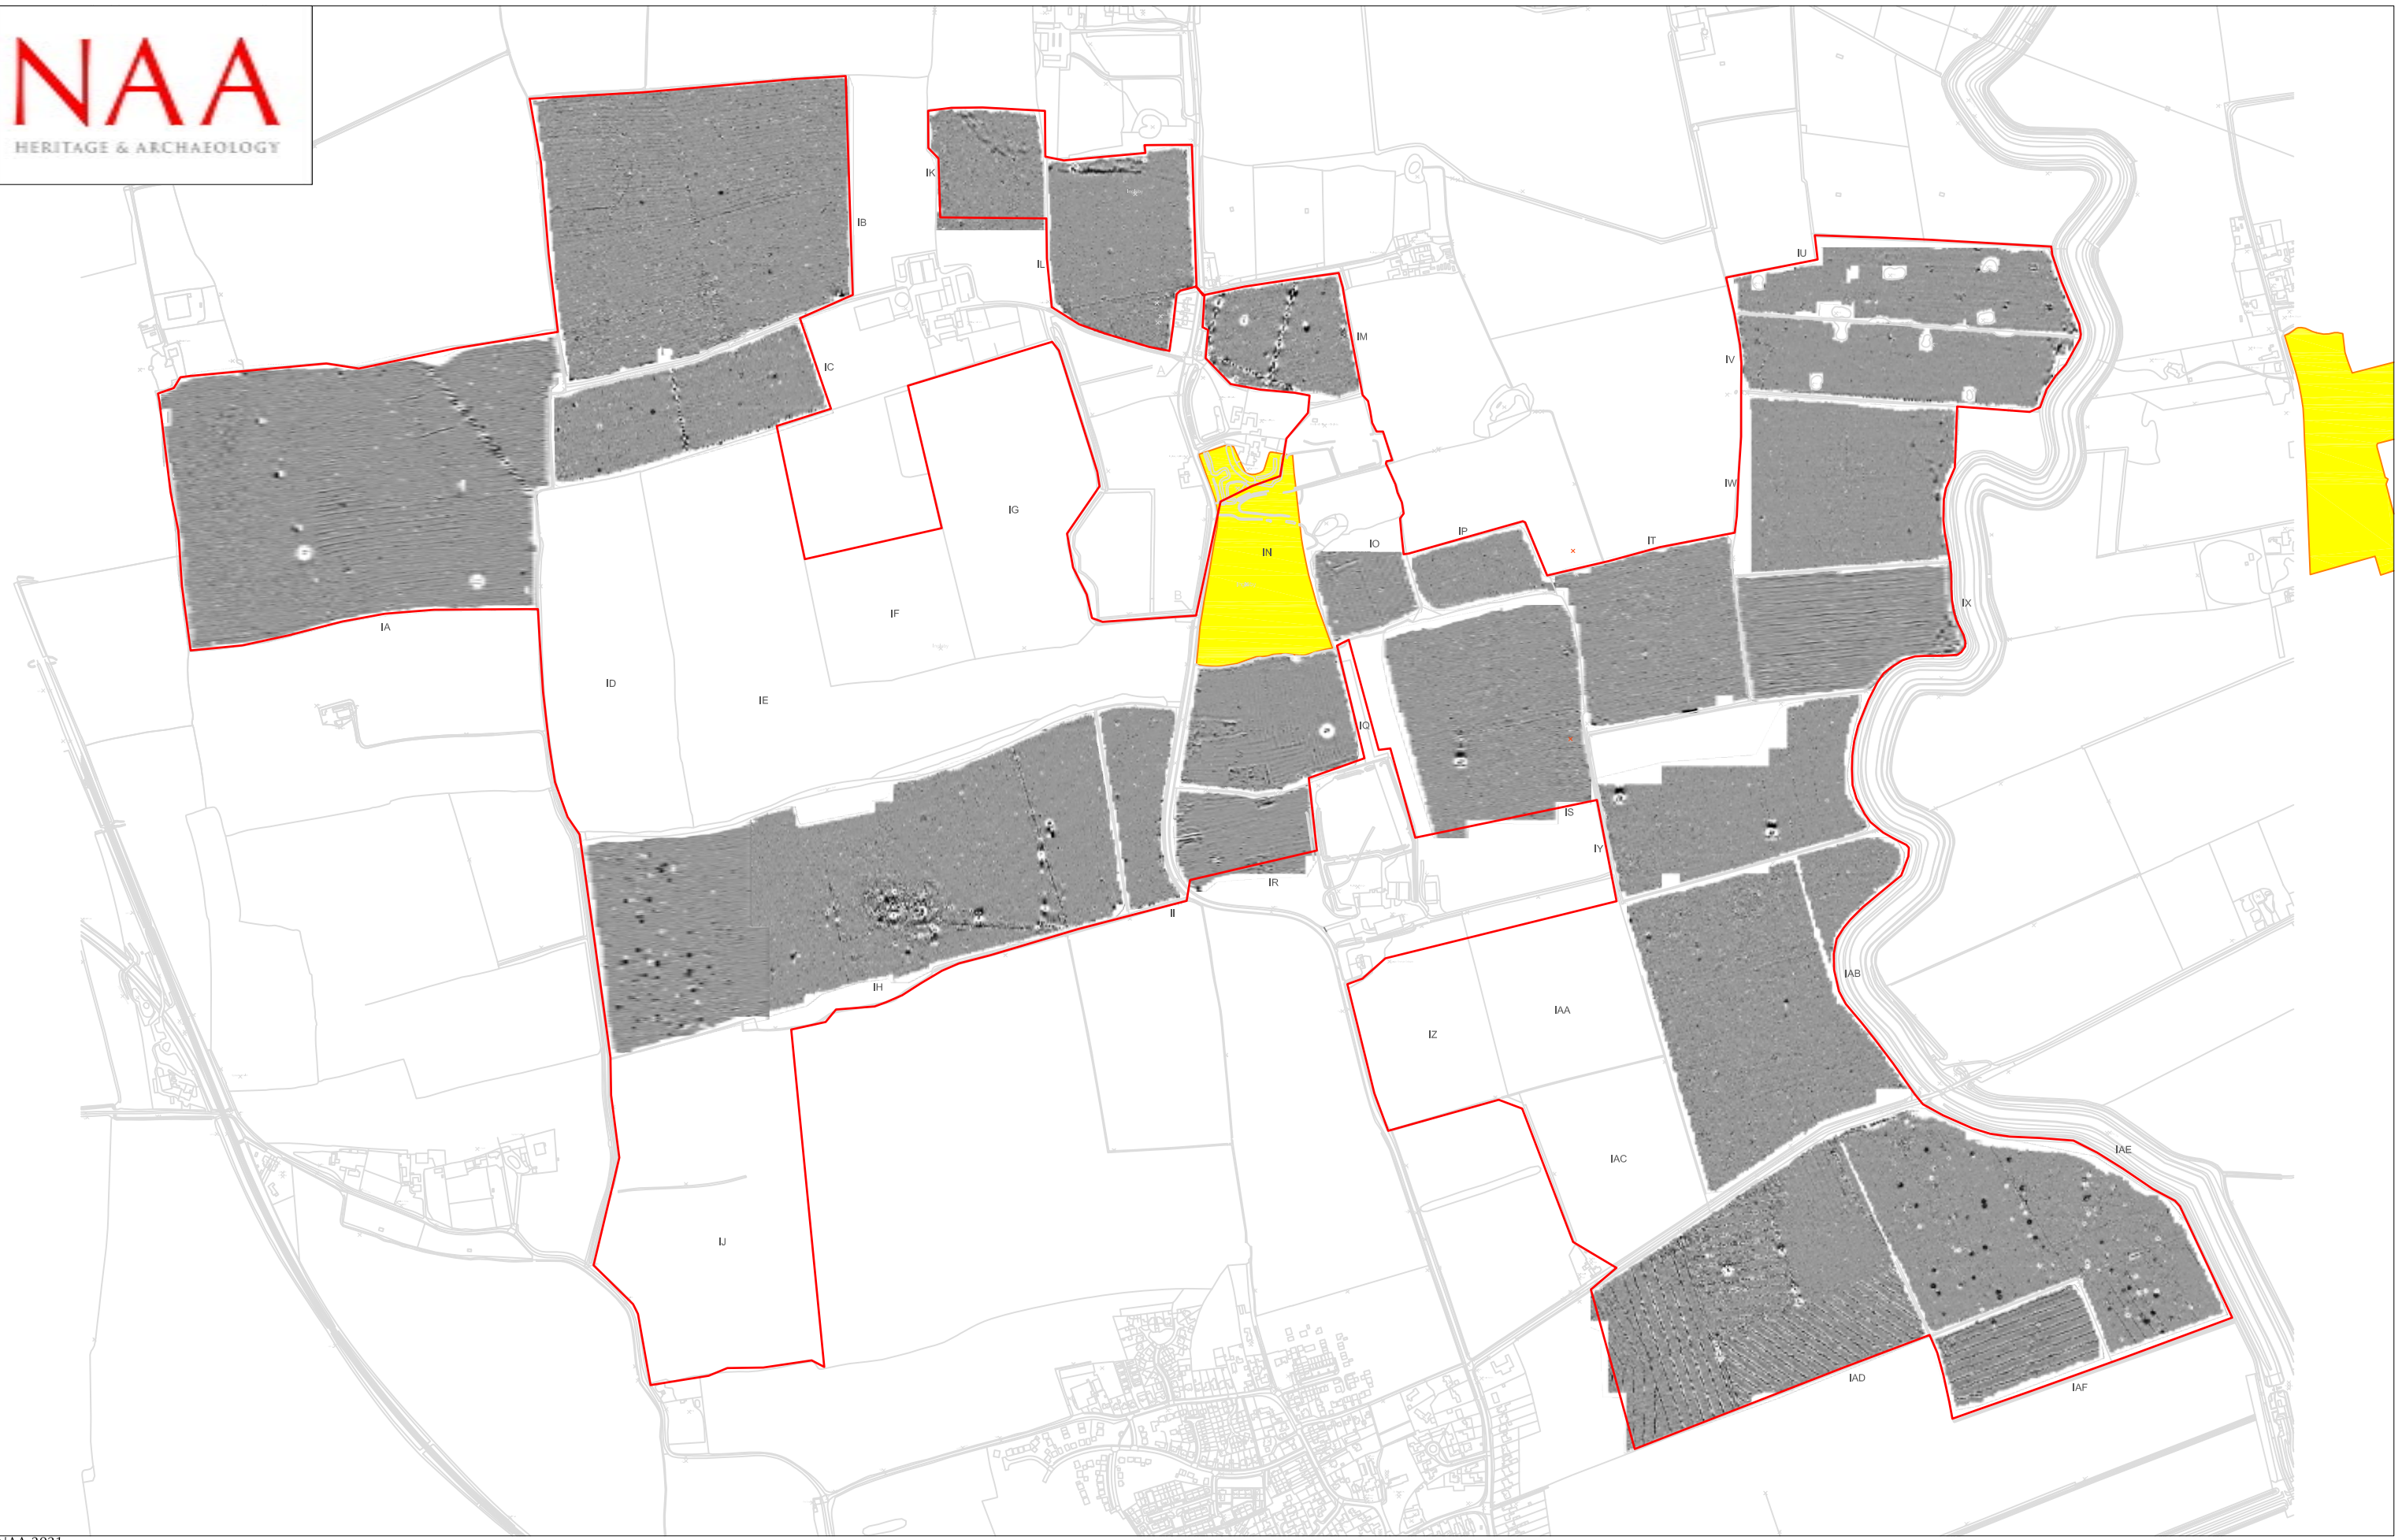 NAA
HERITAGE & ARCHAEOLOGY
IK
IB
IL
IU
IM
IV
IC
A
IW
IG
IP
IO
IT
IN
B
IX
IF
IA
ID
IE
IQ
IS
IY
IR
II
IH
IAB
IAA
IZ
IAC
IAE
IJ
IAD
IAF